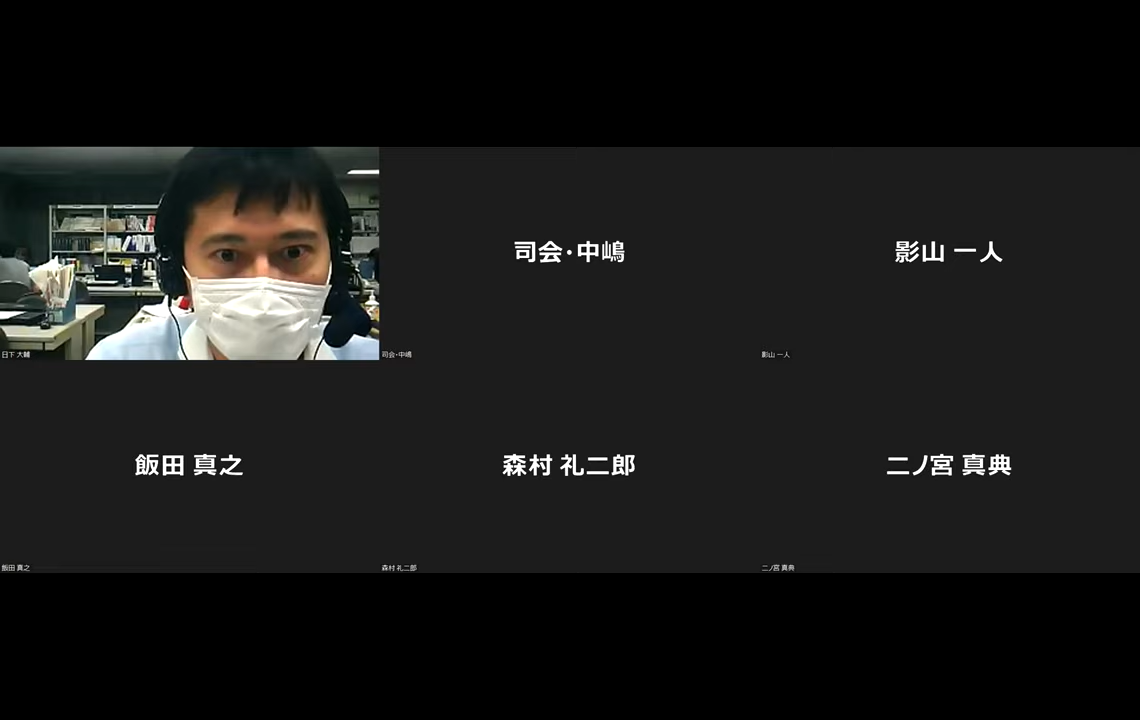 司会・中嶋
影山 一人
日下 大輔
司会・中嶋
影山 一人
飯田 真之
森村 礼二郎
二ノ宮 真典
飯田 真之
森村 礼二郎
二ノ宮 真典